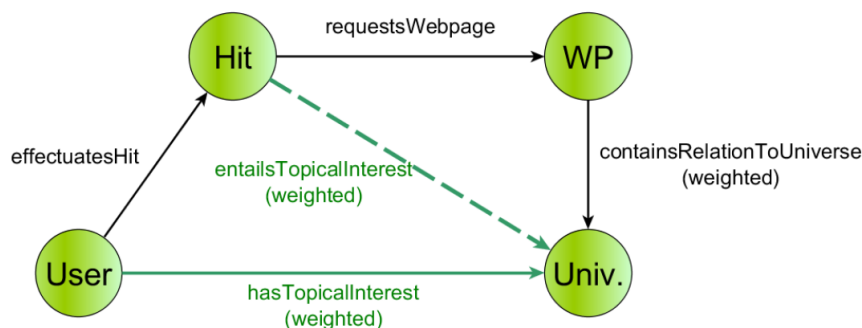 requestsWebpage
Hit
WP
effectuatesHit
containsRelationToUniverse
(weighted)
entailsTopicalInterest
(weighted)
User
Univ.
hasTopicalInterest
(weighted)